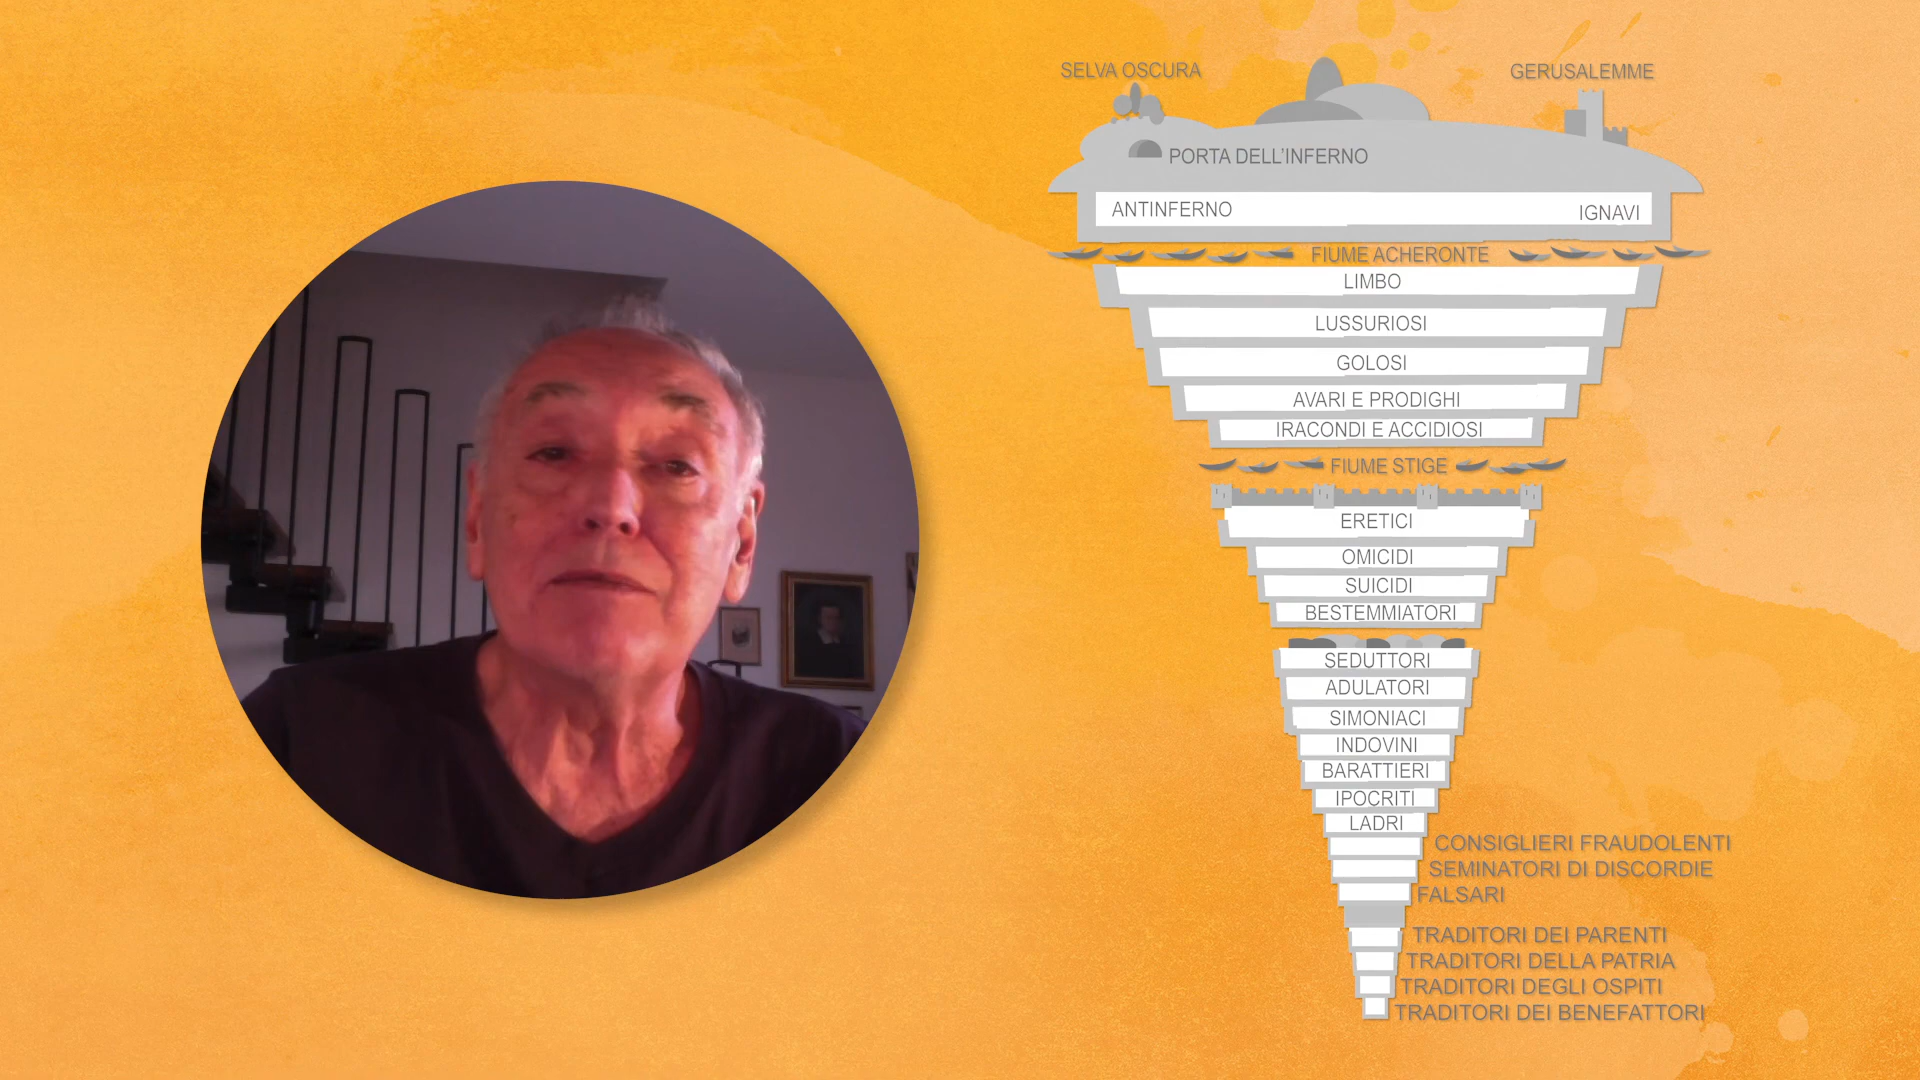 SELVA OSCURA
GERUSALEMME
PORTA DELL'INFERNO
ANTINFERNO
IGNAVI
FIUME ACHERONTE
LIMBO
LUSSURIOSI
GOLOSI
AVARI E PRODIGHI
IRACONDI E ACCIDIOSI
FIUME STIGE
ERETICI
OMICIDI
SUICIDI
BESTEMMIATORI
SEDUTTORI
ADULATORI
SIMONIACI
INDOVINI
BARATTIERI
IPOCRITI
LADRI
CONSIGLIERI FRAUDOLENTI
SEMINATORI DI DISCORDIE
FALSARI
TRADITORI DEI PARENTI
TRADITORI DELLA PATRIA
TRADITORI DEGLI OSPITI
TRADITORI DEI BENEFATTORI